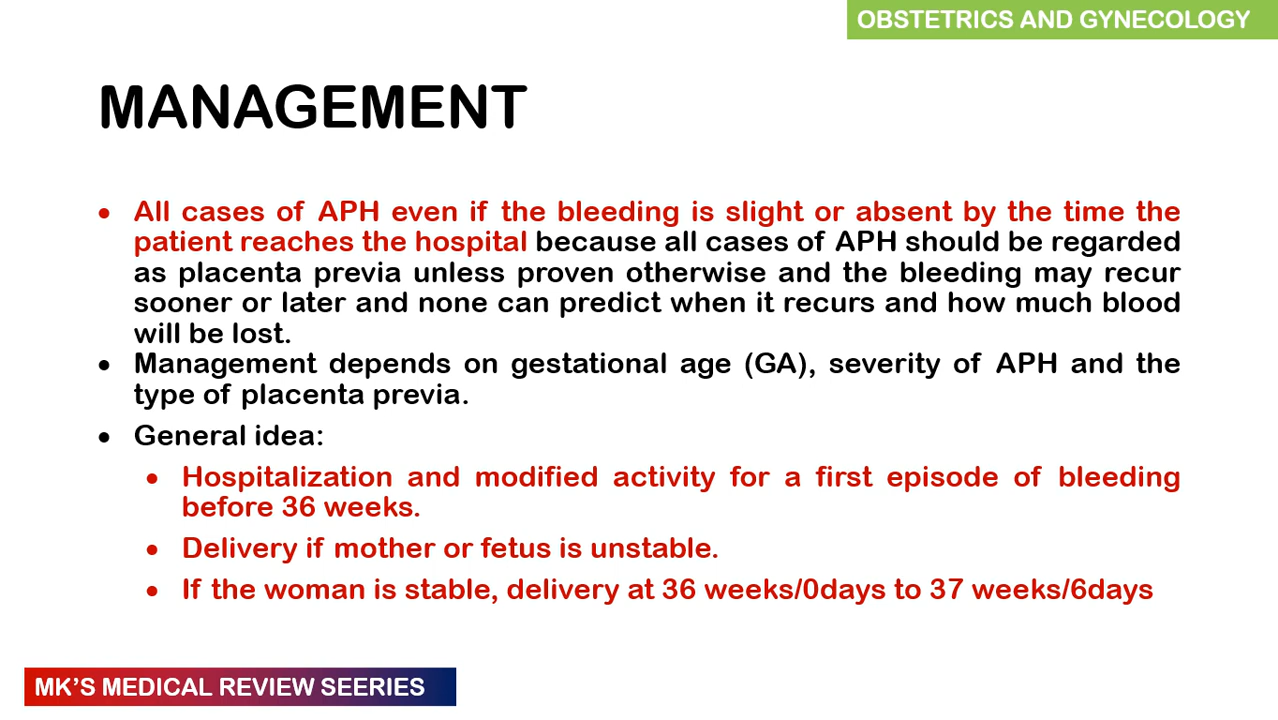 OBSTETRICS AND GYNECOLOGY
MANAGEMENT
• All cases of APH even if the bleeding is slight or absent by the time the
patient reaches the hospital because all cases of APH should be regarded
as placenta previa unless proven otherwise and the bleeding may recur
sooner or later and none can predict when it recurs and how much blood
will be lost.
• Management depends on gestational age (GA), severity of APH and the
type of placenta previa.
• General idea:
• Hospitalization and modified activity for a first episode of bleeding
before 36 weeks.
• Delivery if mother or fetus is unstable.
• If the woman is stable, delivery at 36 weeks/0days to 37 weeks/6days
MK'S MEDICAL REVIEW SEERIES